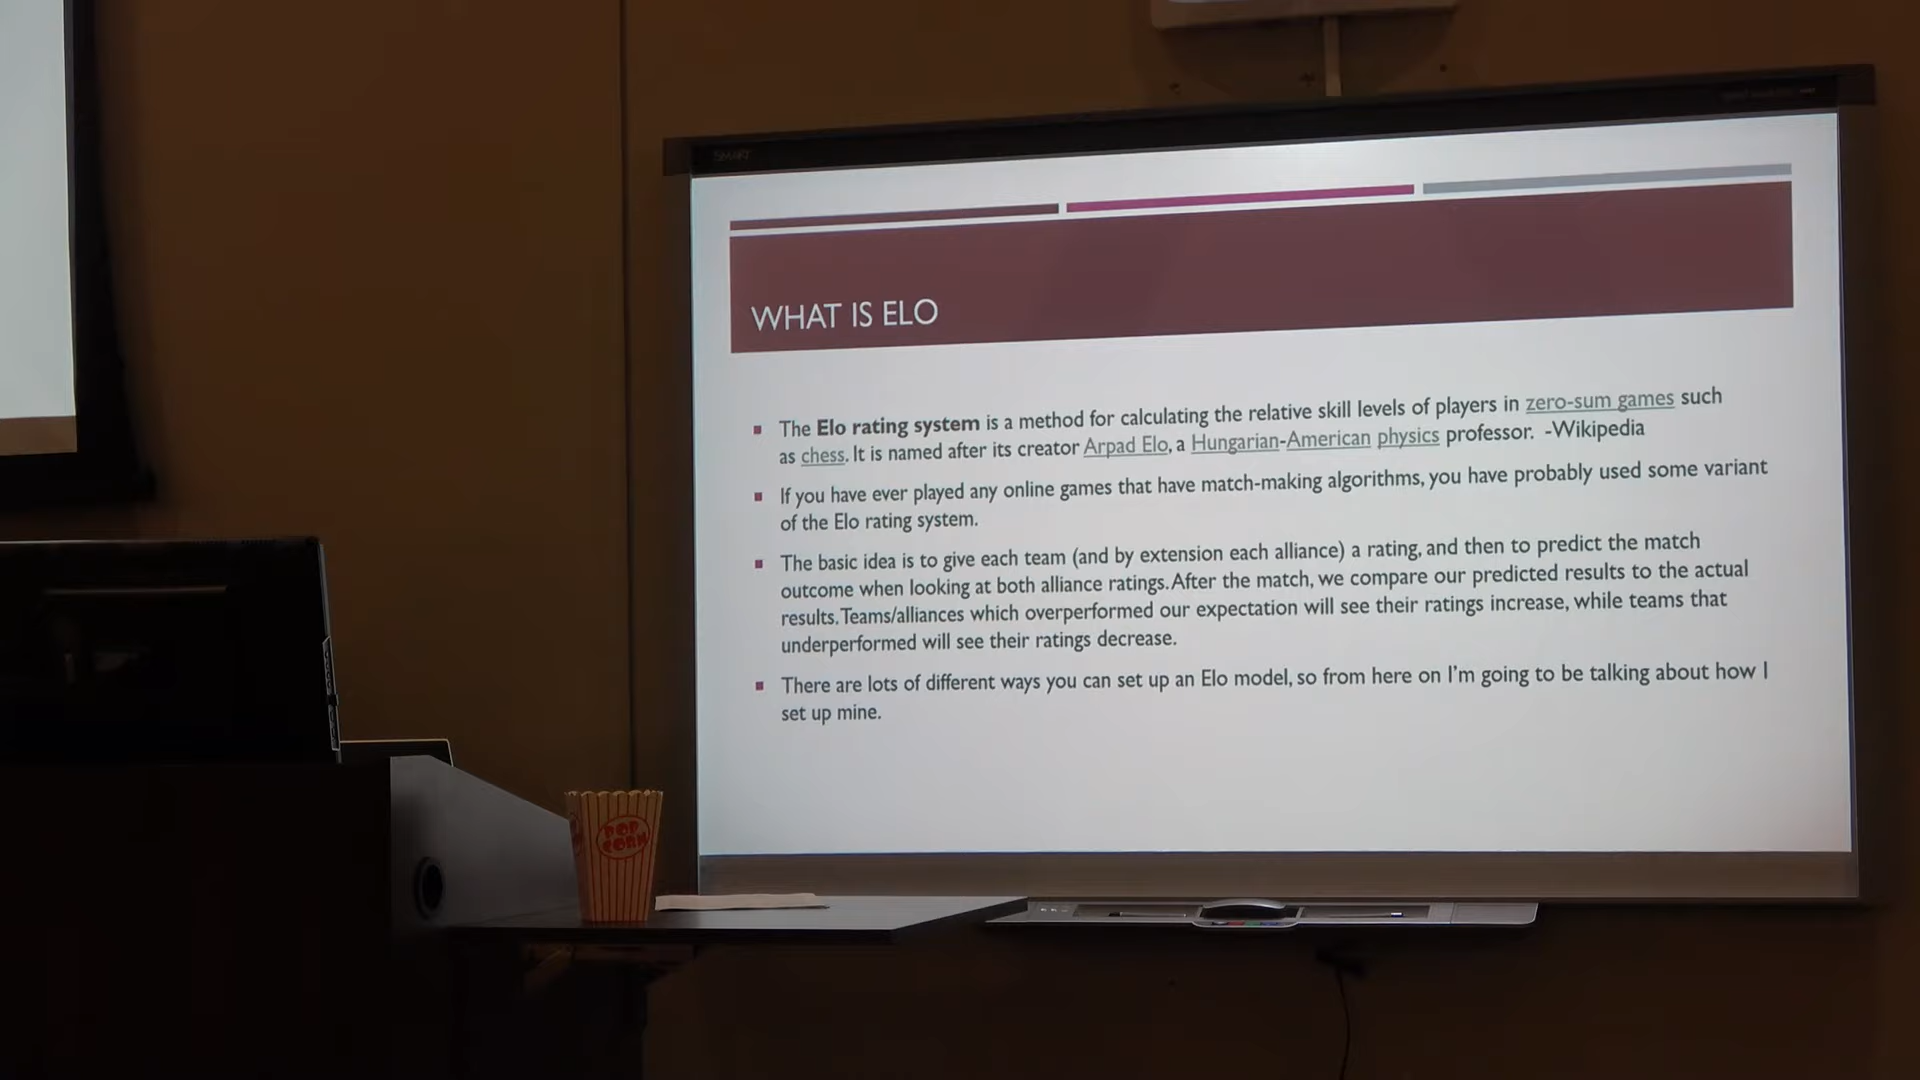 SMART
WHAT IS ELO
The Elo rating system is a method for calculating the relative skill levels of players in zero-sum games such
as chess. It is named after its creator Arpad Elo, a Hungarian-American physics professor. -Wikipedia
If you have ever played any online games that have match-making algorithms, you have probably used some variant
of the Elo rating system.
The basic idea is to give each team (and by extension each alliance) a rating, and then to predict the match
outcome when looking at both alliance ratings. After the match, we compare our predicted results to the actual
results. Teams/alliances which overperformed our expectation will see their ratings increase, while teams that
underperformed will see their ratings decrease.
There are lots of different ways you can set up an Elo model, so from here on I'm going to be talking about how I
set up mine.
POP
CORN